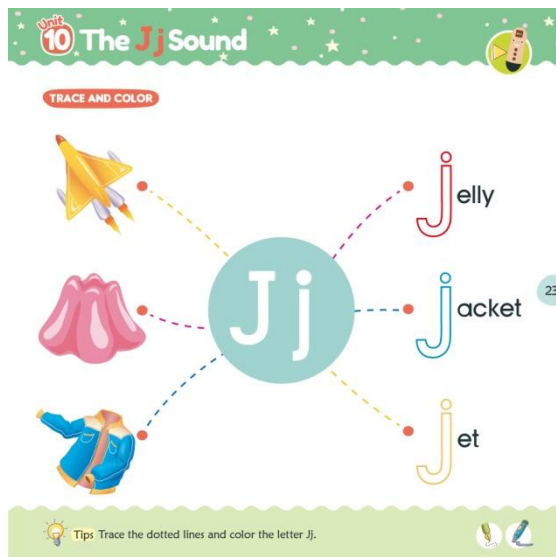 Unit
10 The Jj Sound
TRACE AND COLOR
jelly
Jj
jacket
23
jet
Tips Trace the dotted lines and color the letter Jj.